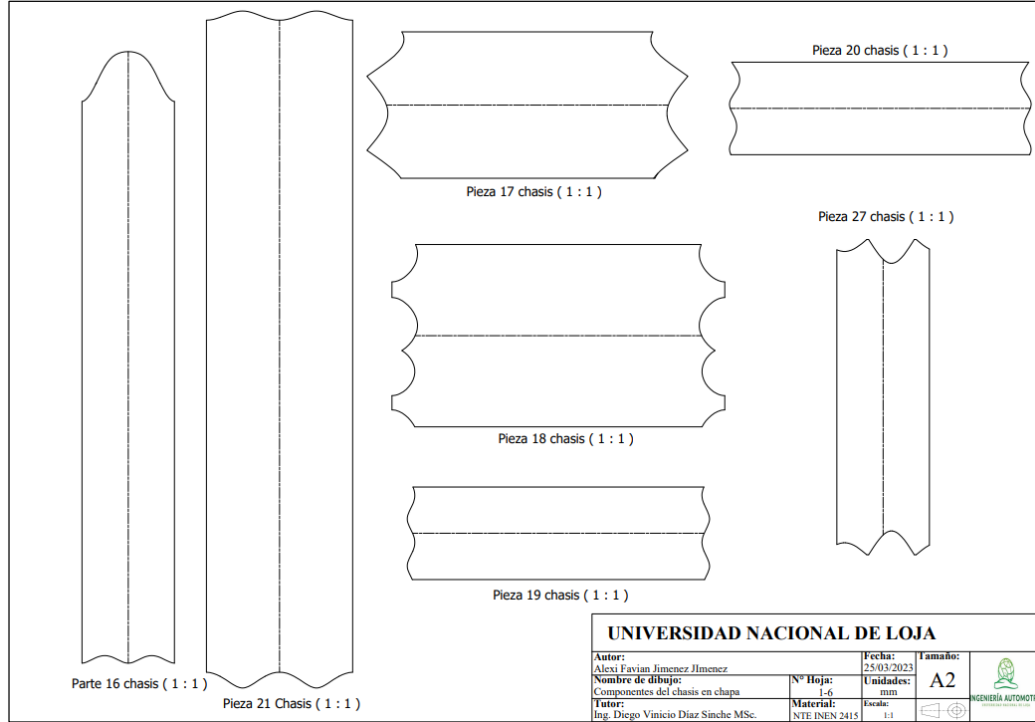 Pieza 20 chasis ( 1 : 1 )
Pieza 17 chasis ( 1 : 1 )
Pieza 27 chasis ( 1 : 1 )
Pieza 18 chasis ( 1 : 1 )
Pieza 19 chasis ( 1 : 1 )
Parte 16 chasis ( 1 : 1 )
Pieza 21 Chasis ( 1 : 1 )
UNIVERSIDAD NACIONAL DE LOJA
Autor:
Alexi Favian Jimenez JImenez
Fecha:
25/03/2023
Tamaño:
A2
Nombre de dibujo:
Componentes del chasis en chapa
N° Hoja:
1-6
Unidades:
mm
Tutor:
Ing. Diego Vinicio Díaz Sinche MSc.
Material:
NTE INEN 2415
Escala:
1:1
INGENIERÍA AUTOMOT